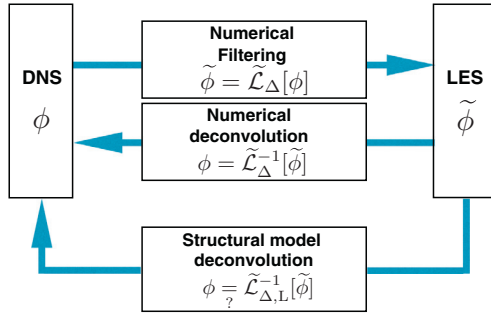 DNS
ϕ
Numerical
Filtering
ϕ̃ = ℒ̃_Δ[ϕ]
LES
ϕ̃
Numerical
deconvolution
ϕ = ℒ̃_Δ^{-1}[ϕ̃]
Structural model
deconvolution
ϕ =_? ℒ̃_{Δ,L}^{-1}[ϕ̃]